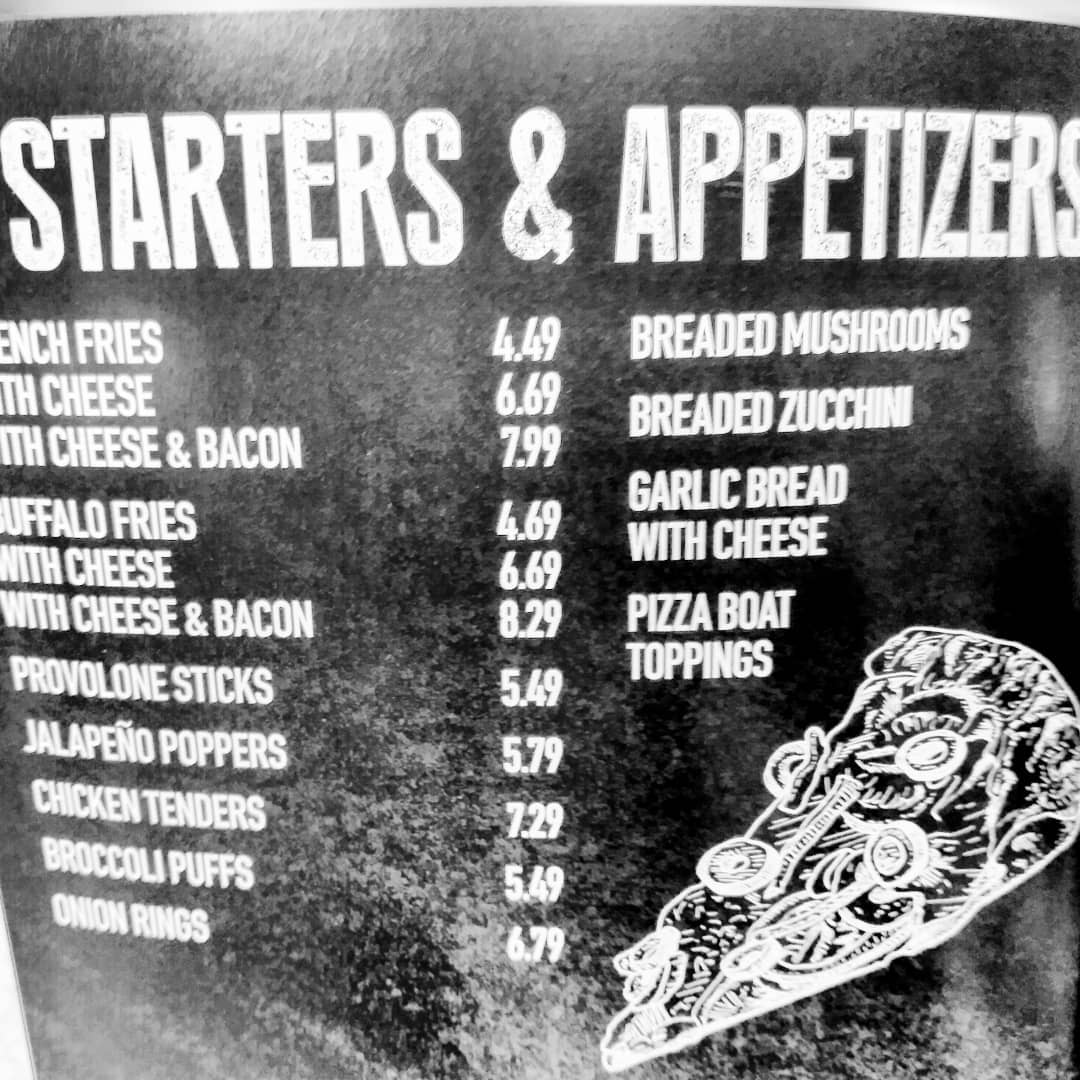 STARTERS & APPETIZERS
ENCH FRIES 4.49
ITH CHEESE 6.69
ITH CHEESE & BACON 7.99
BUFFALO FRIES 4.69
WITH CHEESE 6.69
WITH CHEESE & BACON 8.29
PROVOLONE STICKS 5.49
JALAPEÑO POPPERS 5.79
CHICKEN TENDERS 7.29
BROCCOLI PUFFS 5.49
ONION RINGS 6.79
BREADED MUSHROOMS
BREADED ZUCCHINI
GARLIC BREAD
WITH CHEESE
PIZZA BOAT
TOPPINGS